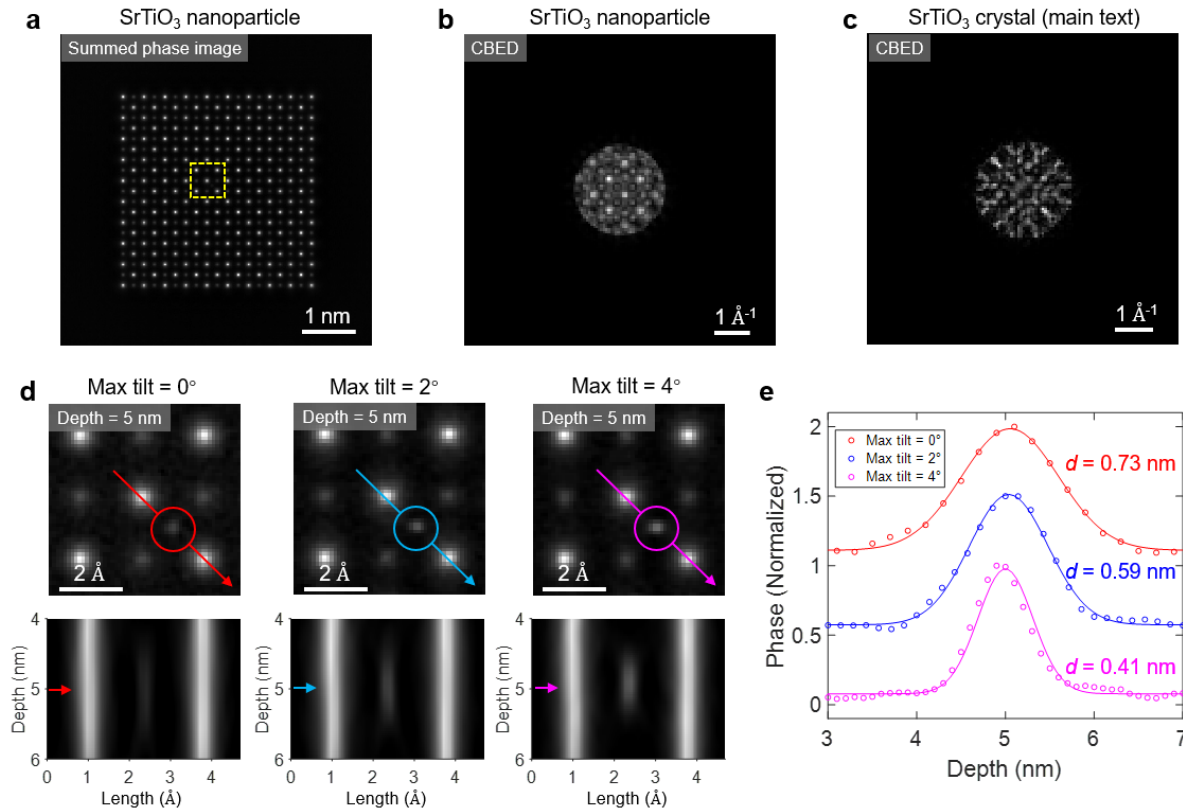 a
SrTiO₃ nanoparticle
Summed phase image
1 nm
b
SrTiO₃ nanoparticle
CBED
1 Å⁻¹
c
SrTiO₃ crystal (main text)
CBED
1 Å⁻¹
d
Max tilt = 0°
Depth = 5 nm
2 Å
Max tilt = 2°
Depth = 5 nm
2 Å
Max tilt = 4°
Depth = 5 nm
2 Å
Depth (nm)
4
5
6
0 1 2 3 4
Length (Å)
Depth (nm)
4
5
6
0 1 2 3 4
Length (Å)
Depth (nm)
4
5
6
0 1 2 3 4
Length (Å)
e
Phase (Normalized)
2
1.5
1
0.5
0
Max tilt = 0°
Max tilt = 2°
Max tilt = 4°
d = 0.73 nm
d = 0.59 nm
d = 0.41 nm
3 4 5 6 7
Depth (nm)